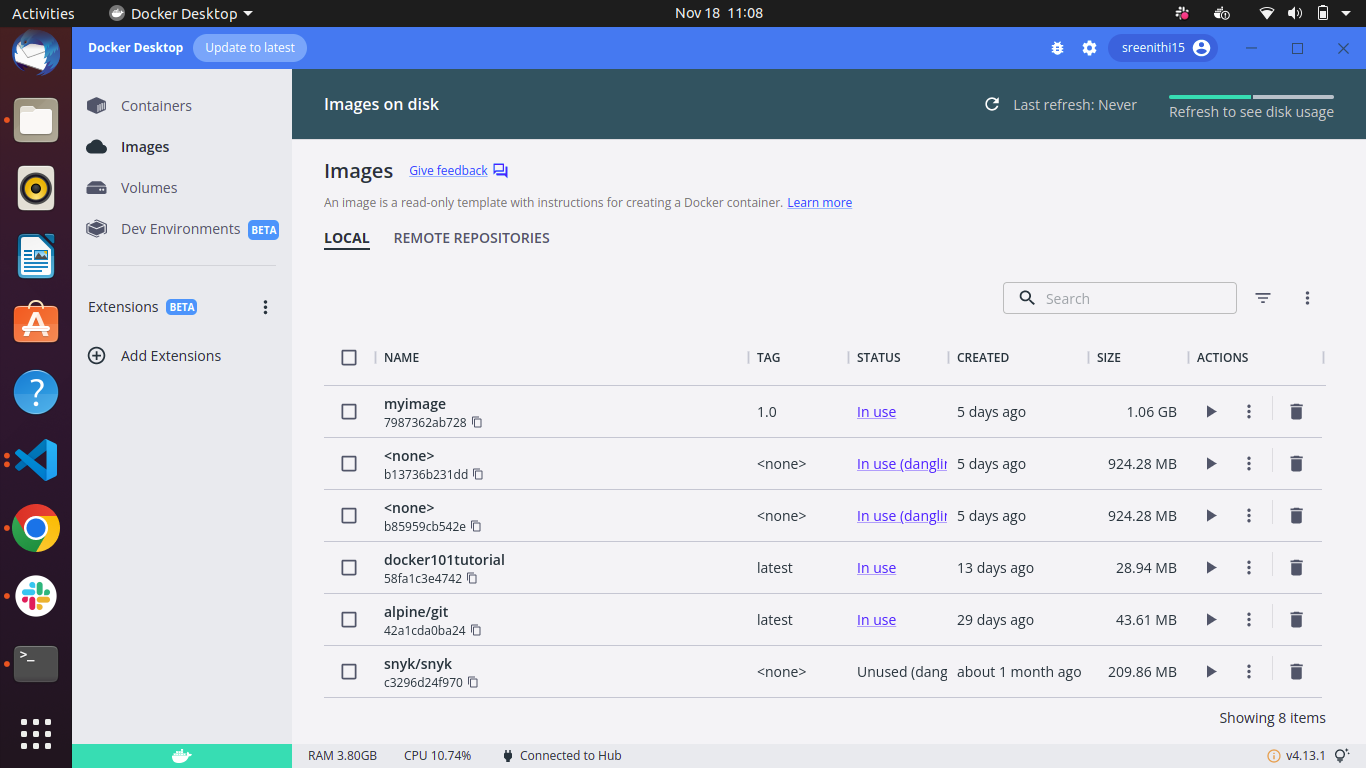 Activities Docker Desktop Nov 18 11:08
Docker Desktop Update to latest sreenithi15
Containers
Images
Volumes
Dev Environments BETA
Extensions BETA
Add Extensions
Images on disk Last refresh: Never Refresh to see disk usage
Images Give feedback
An image is a read-only template with instructions for creating a Docker container. Learn more
LOCAL REMOTE REPOSITORIES
Search
NAME TAG STATUS CREATED SIZE ACTIONS
myimage
7987362ab728 1.0 In use 5 days ago 1.06 GB
<none>
b13736b231dd <none> In use (danglin 5 days ago 924.28 MB
<none>
b85959cb542e <none> In use (danglin 5 days ago 924.28 MB
docker101tutorial
58fa1c3e4742 latest In use 13 days ago 28.94 MB
alpine/git
42a1cda0ba24 latest In use 29 days ago 43.61 MB
snyk/snyk
c3296d24f970 <none> Unused (dang about 1 month ago 209.86 MB
Showing 8 items
RAM 3.80GB CPU 10.74% Connected to Hub v4.13.1